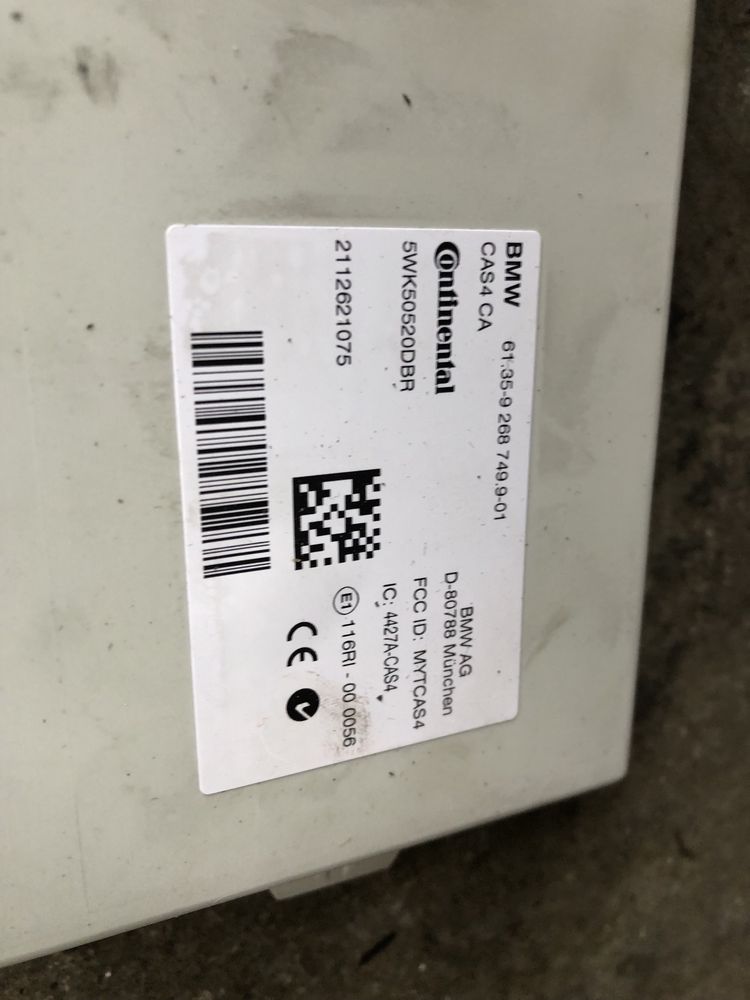 BMW 61.35-9 268 749.9-01
CAS4 CA
Continental
5WK50520DBR
2112621075
BMW AG
D-80788 München
FCC ID: MYTCAS4
IC: 4427A-CAS4
E1 116RI - 00 0056
CE